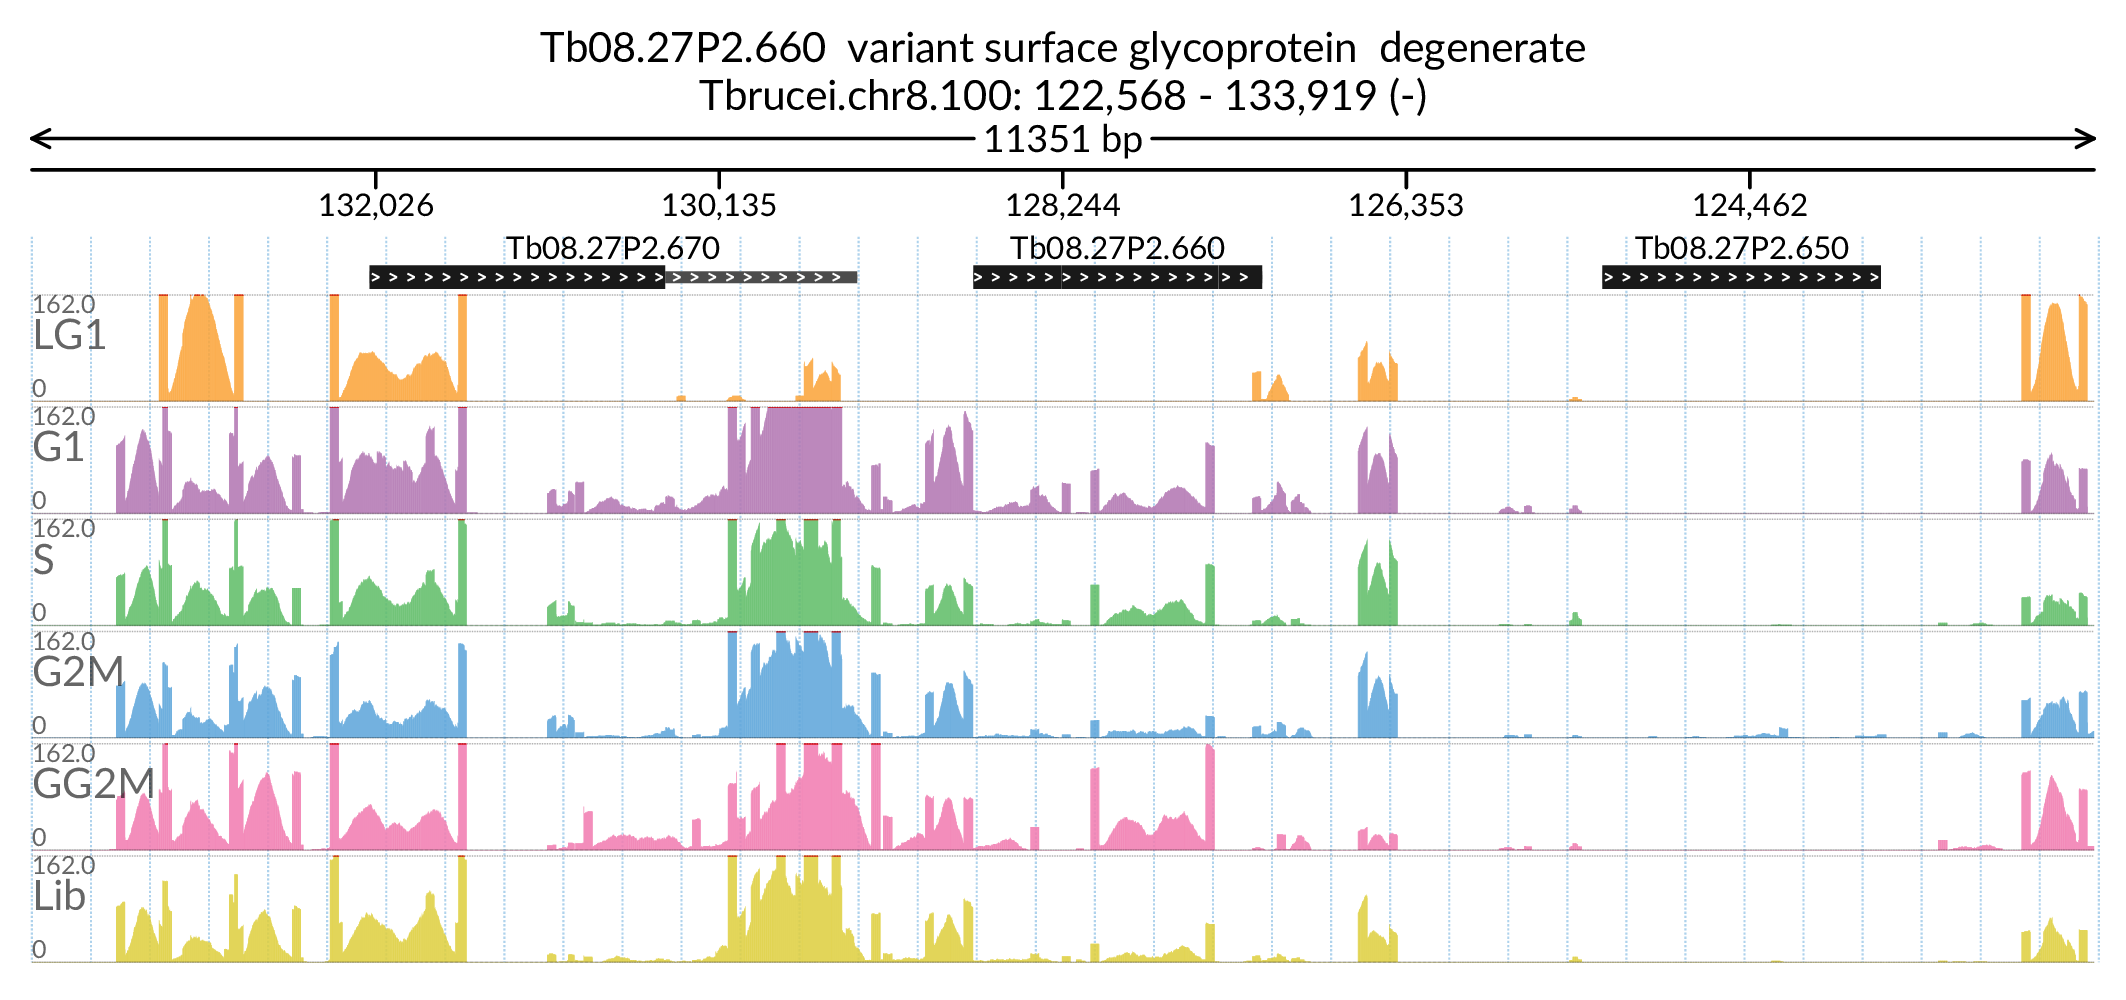 Tb08.27P2.660 variant surface glycoprotein degenerate
Tbrucei.chr8.100: 122,568 - 133,919 (-)
11351 bp
132,026 130,135 128,244 126,353 124,462
Tb08.27P2.670 Tb08.27P2.660 Tb08.27P2.650
162.0
LG1
0
162.0
G1
0
162.0
S
0
162.0
G2M
0
162.0
GG2M
0
162.0
Lib
0